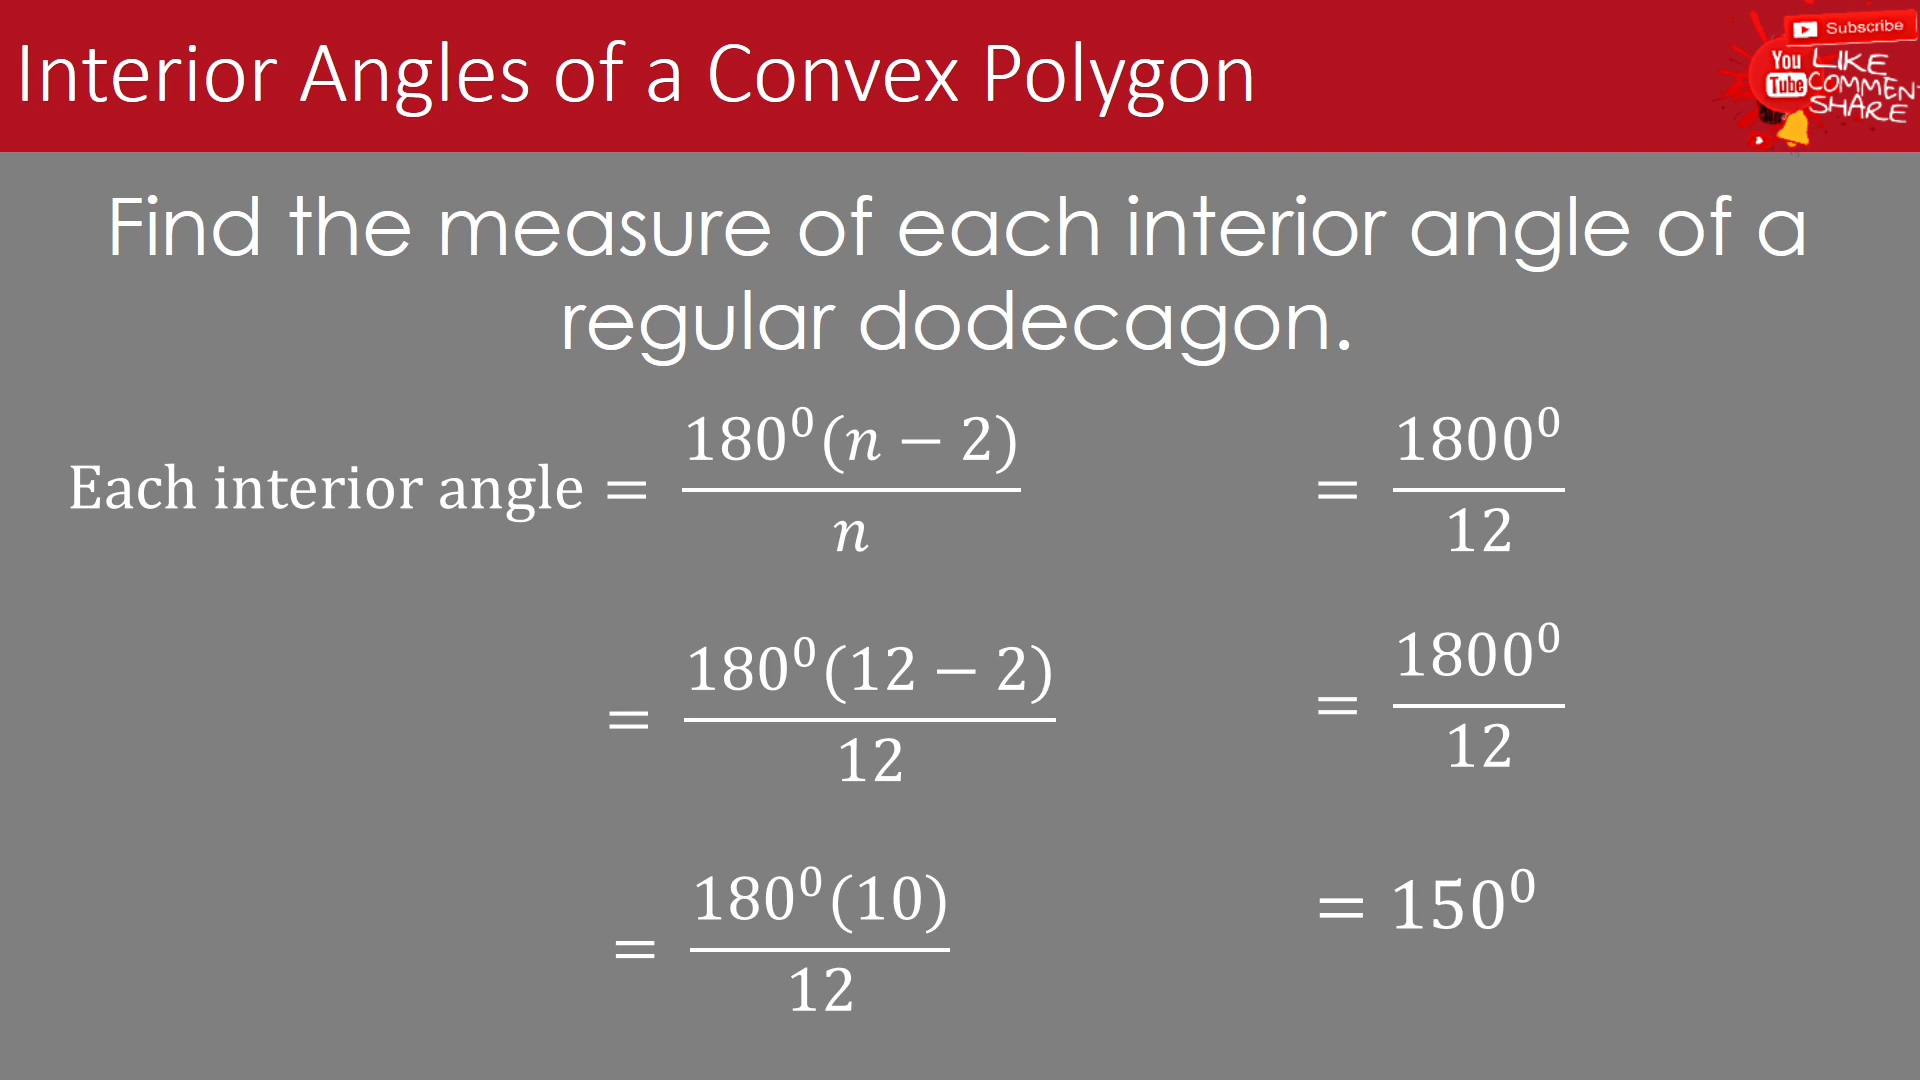 Interior Angles of a Convex Polygon
Subscribe
You
Tube
LIKE
COMMEN
SHARE
Find the measure of each interior angle of a
regular dodecagon.
Each interior angle = 180⁰(n − 2)
n
= 180⁰(12 − 2)
12
= 180⁰(10)
12
= 1800⁰
12
= 1800⁰
12
= 150⁰